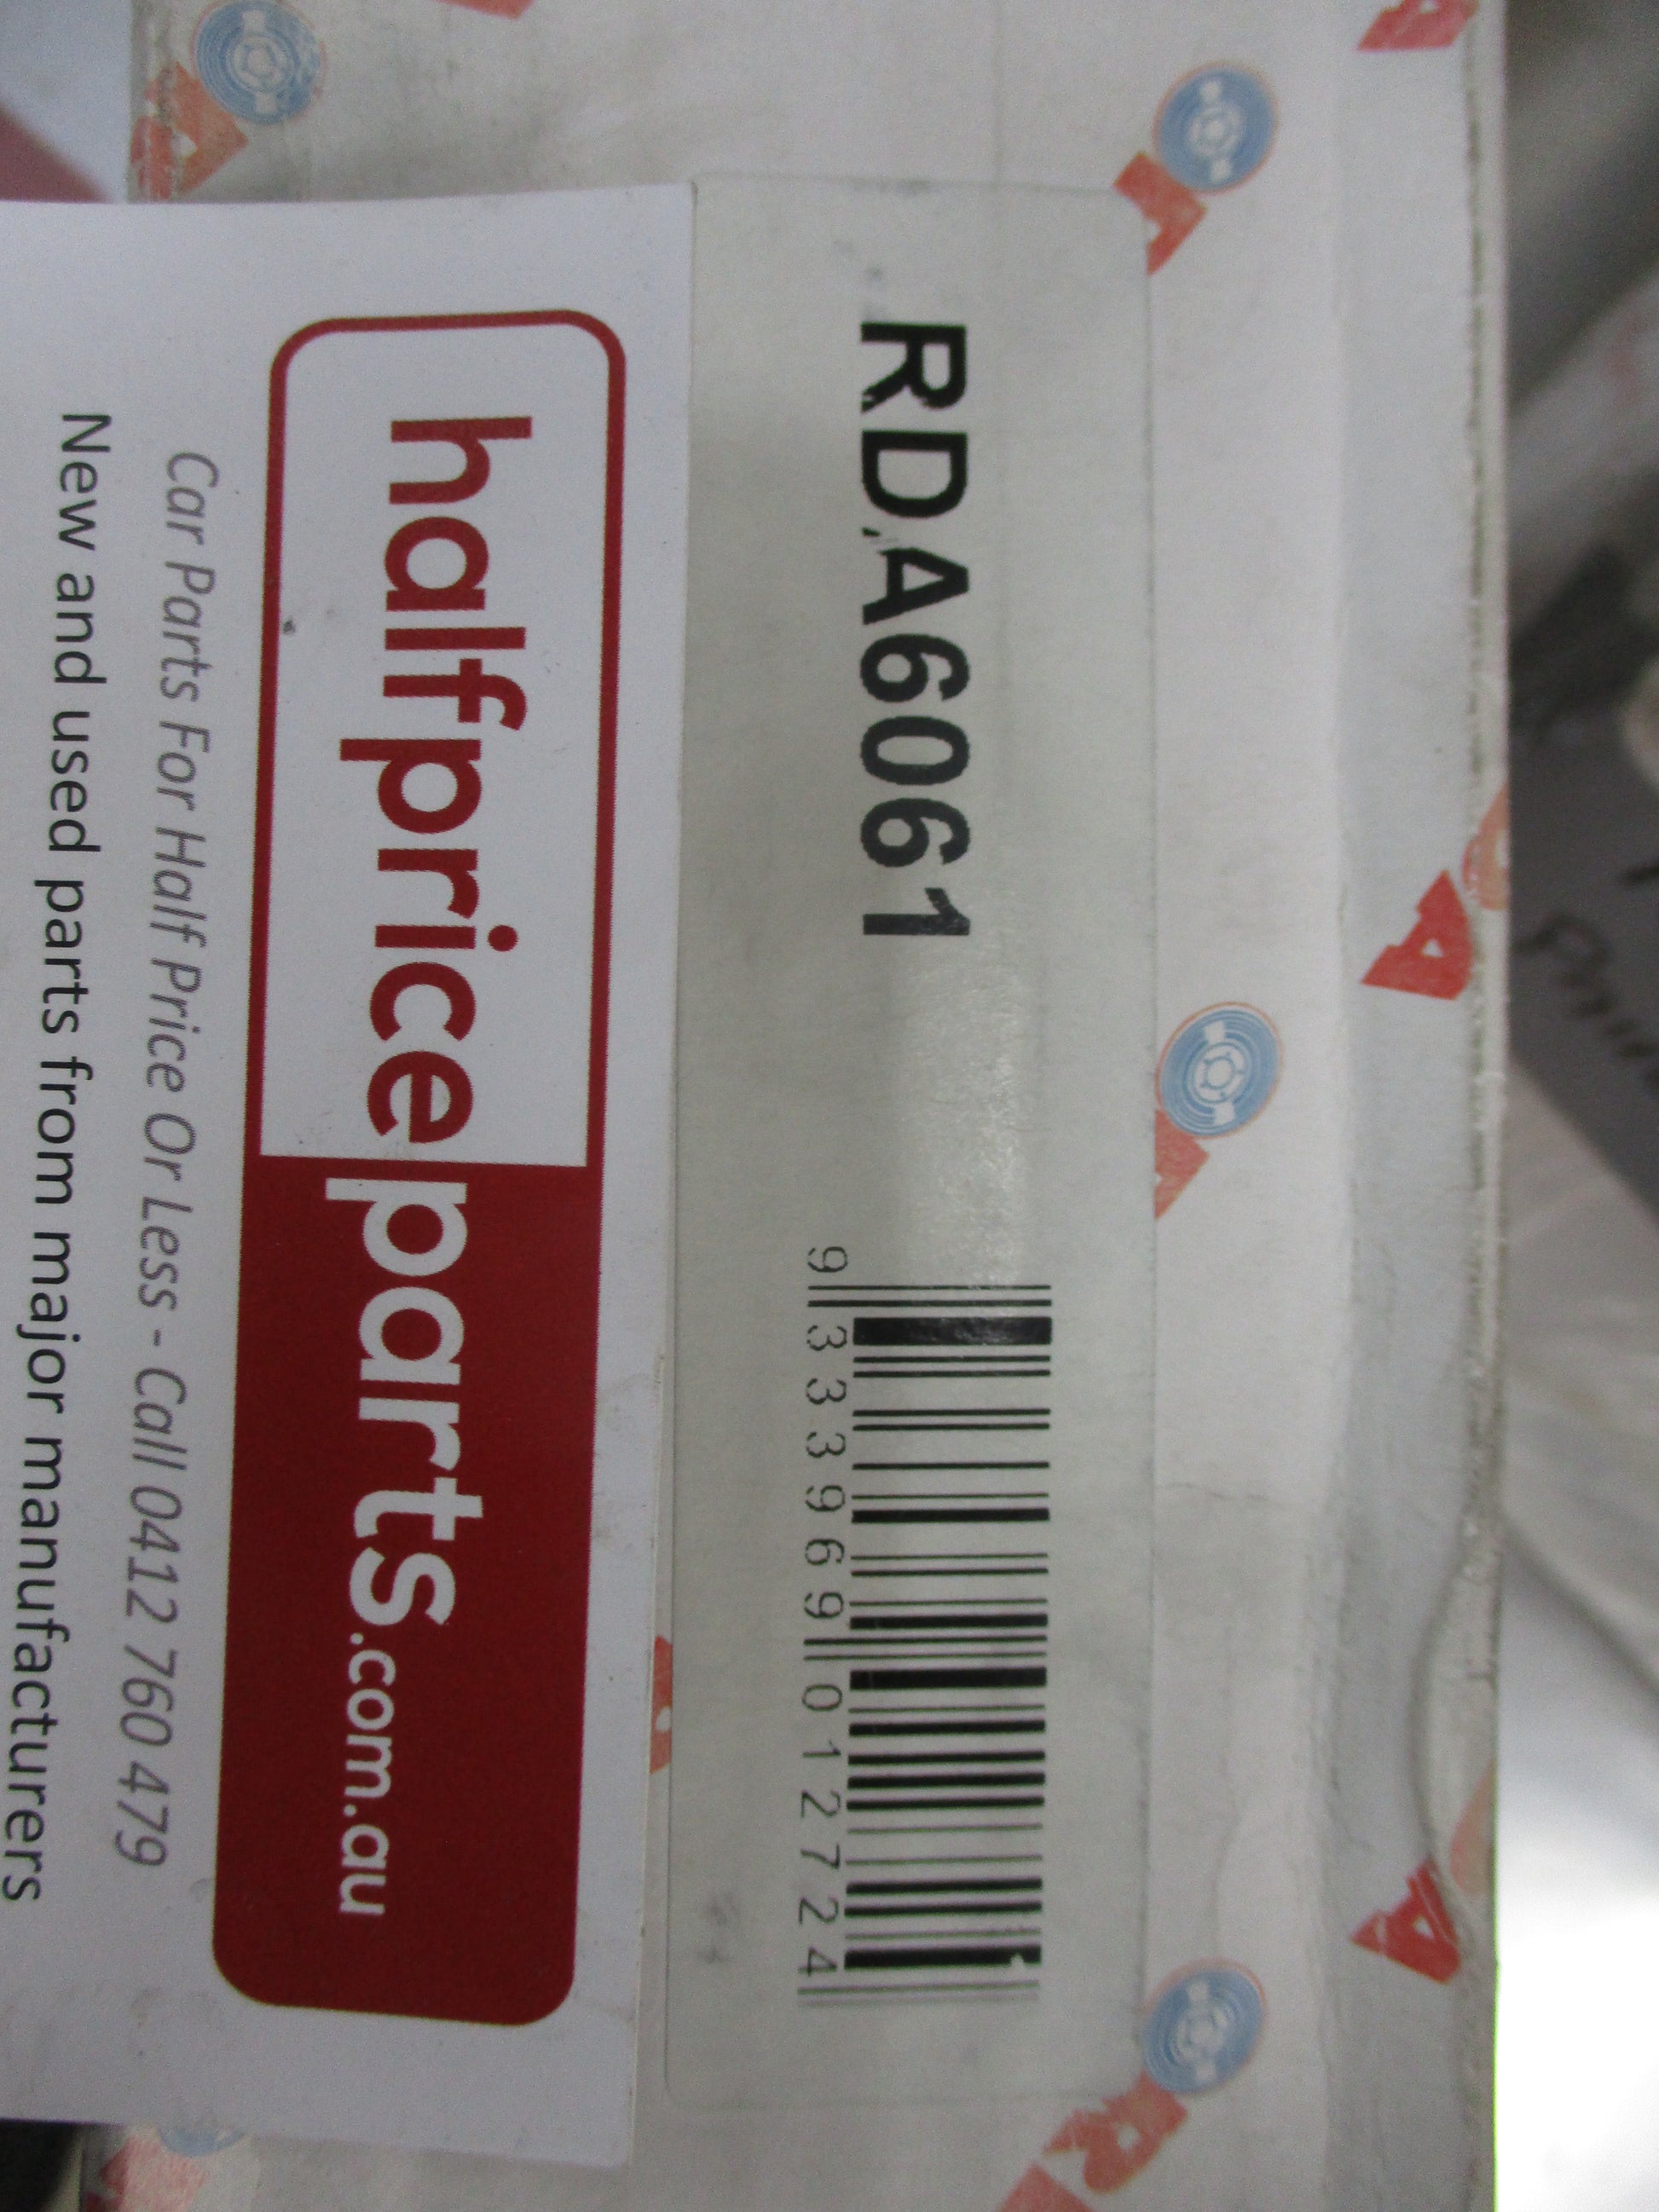 RDA6061
9 333969 012724
halfpriceparts.com.au
Car Parts For Half Price Or Less - Call 0412 760 479
New and used parts from major manufacturers